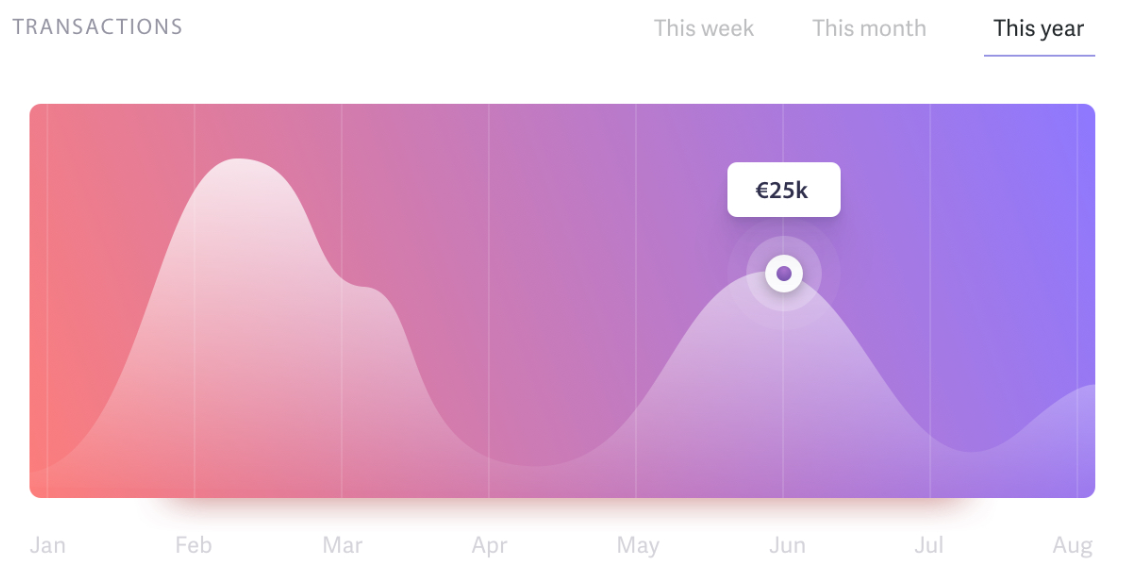 TRANSACTIONS This week This month This year
€25k
Jan Feb Mar Apr May Jun Jul Aug